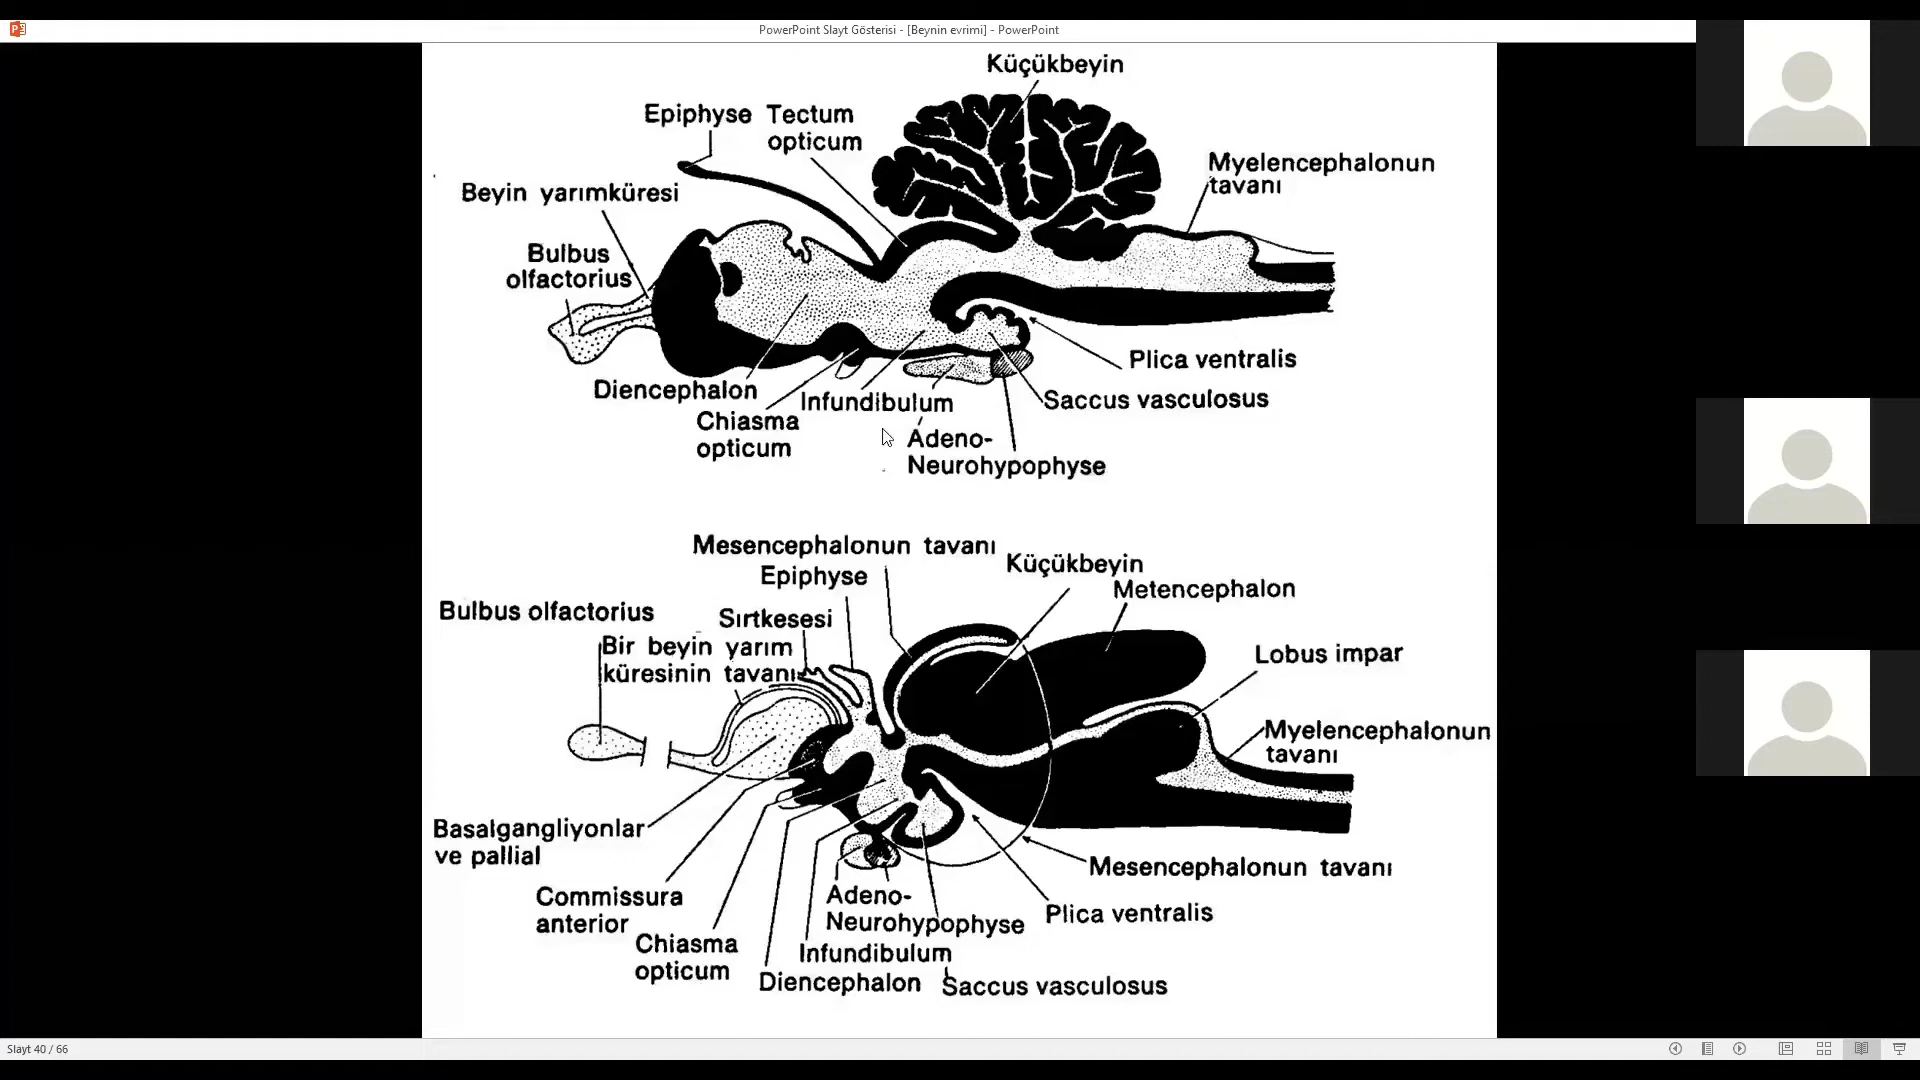 PowerPoint Slayt Gösterisi - [Beynin evrimi] - PowerPoint
Küçükbeyin
Epiphyse Tectum
opticum
Myelencephalonun
tavanı
Beyin yarımküresi
Bulbus
olfactorius
Plica ventralis
Diencephalon
Infundibulum
Saccus vasculosus
Chiasma
opticum
Adeno-
Neurohypophyse
Mesencephalonun tavanı
Küçükbeyin
Epiphyse
Metencephalon
Bulbus olfactorius
Sırtkesesi
Bir beyin yarım
küresinin tavanı
Lobus impar
Myelencephalonun
tavanı
Basalgangliyonlar
ve pallial
Mesencephalonun tavanı
Commissura
anterior
Adeno-
Neurohypophyse
Plica ventralis
Chiasma
opticum
Infundibulum
Diencephalon
Saccus vasculosus
Slayt 40 / 66